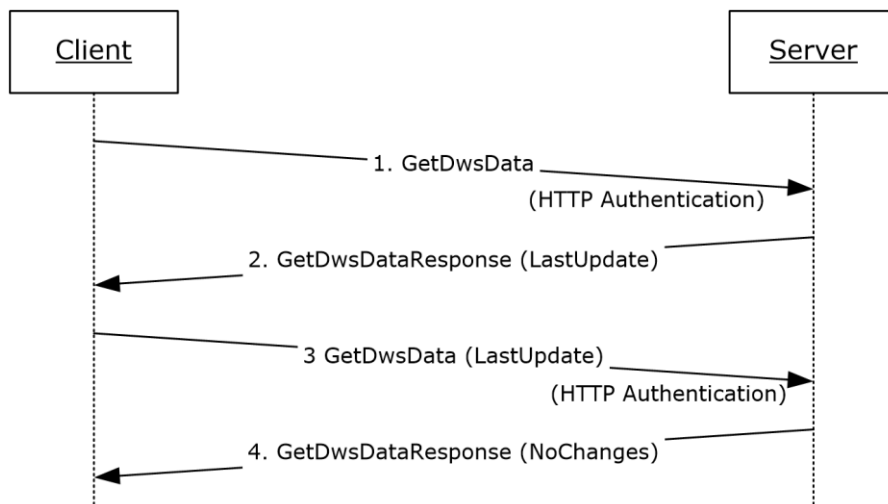 Client
Server
1. GetDwsData
(HTTP Authentication)
2. GetDwsDataResponse (LastUpdate)
3 GetDwsData (LastUpdate)
(HTTP Authentication)
4. GetDwsDataResponse (NoChanges)